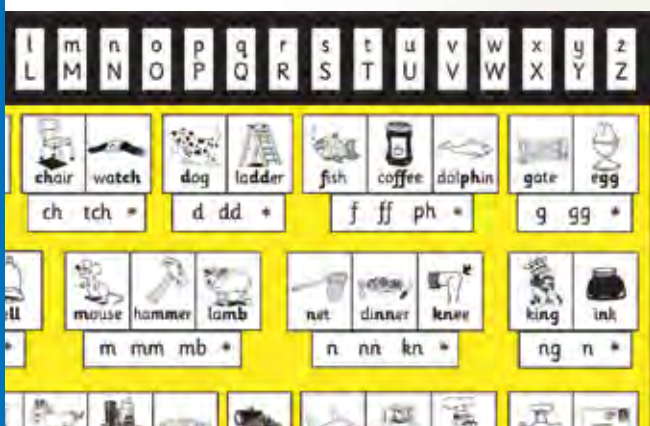 l m n o p q r s t u v w x y z
L M N O P Q R S T U V W X Y Z
chair watch dog ladder fish coffee dolphin gate egg
ch tch * d dd * f ff ph * g gg *
mouse hammer lamb net dinner knee king ink
m mm mb * n nn kn * ng n *